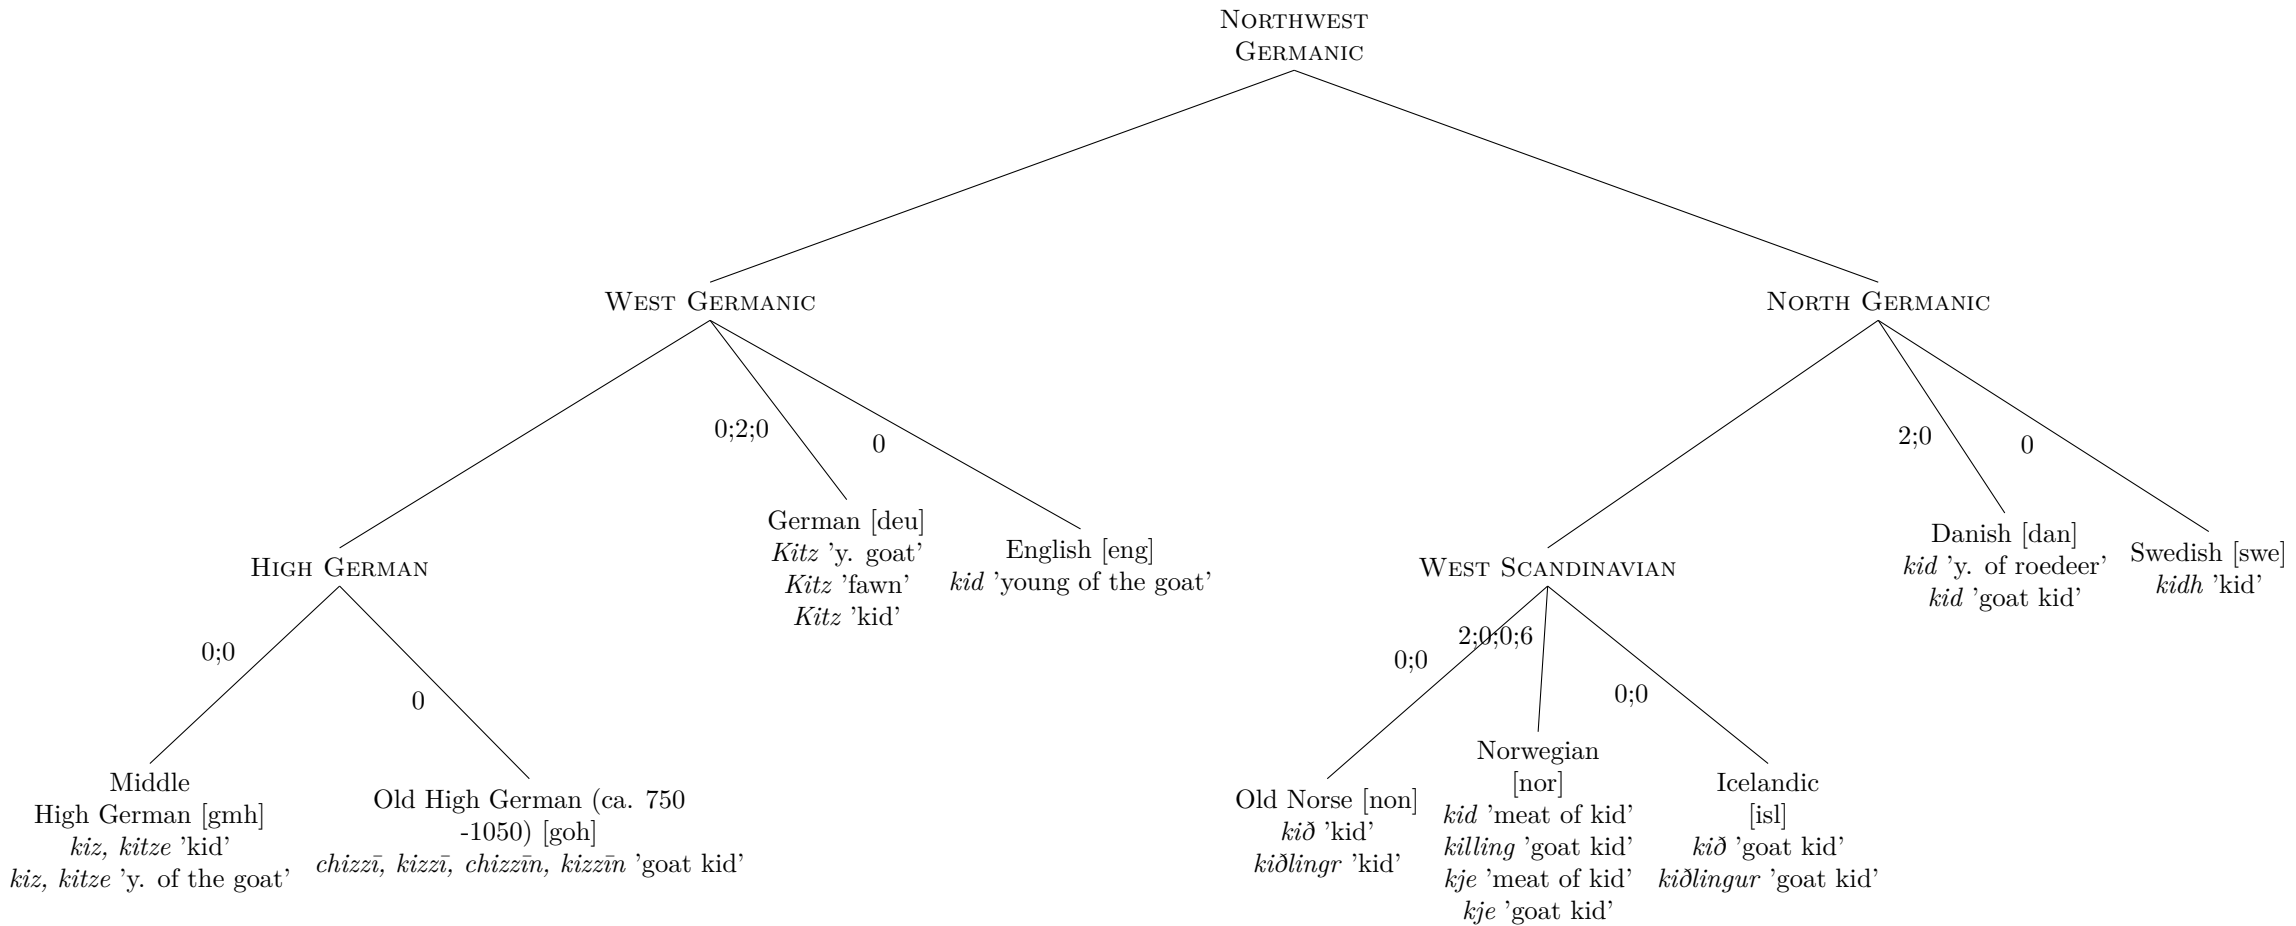 NORTHWEST
GERMANIC
WEST GERMANIC
NORTH GERMANIC
0;2;0
0
2;0
0
German [deu]
Kitz 'y. goat'
Kitz 'fawn'
Kitz 'kid'
English [eng]
kid 'young of the goat'
Danish [dan]
kid 'y. of roedeer'
kid 'goat kid'
Swedish [swe]
kidh 'kid'
HIGH GERMAN
WEST SCANDINAVIAN
0;0
0
0;0
2;0;0;6
0;0
Middle
High German [gmh]
kiz, kitze 'kid'
kiz, kitze 'y. of the goat'
Old High German (ca. 750
-1050) [goh]
chizzī, kizzī, chizzīn, kizzīn 'goat kid'
Old Norse [non]
kið 'kid'
kiðlingr 'kid'
Norwegian
[nor]
kid 'meat of kid'
killing 'goat kid'
kje 'meat of kid'
kje 'goat kid'
Icelandic
[isl]
kið 'goat kid'
kiðlingur 'goat kid'